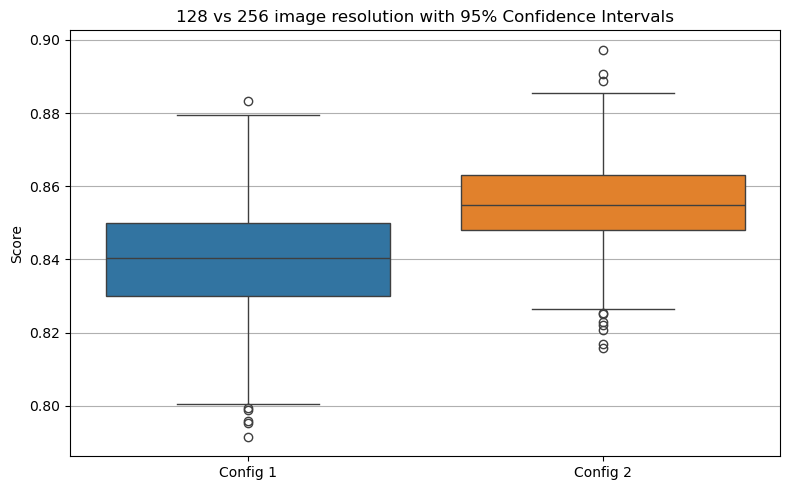 128 vs 256 image resolution with 95% Confidence Intervals
0.90
0.88
0.86
0.84
0.82
0.80
Score
Config 1
Config 2